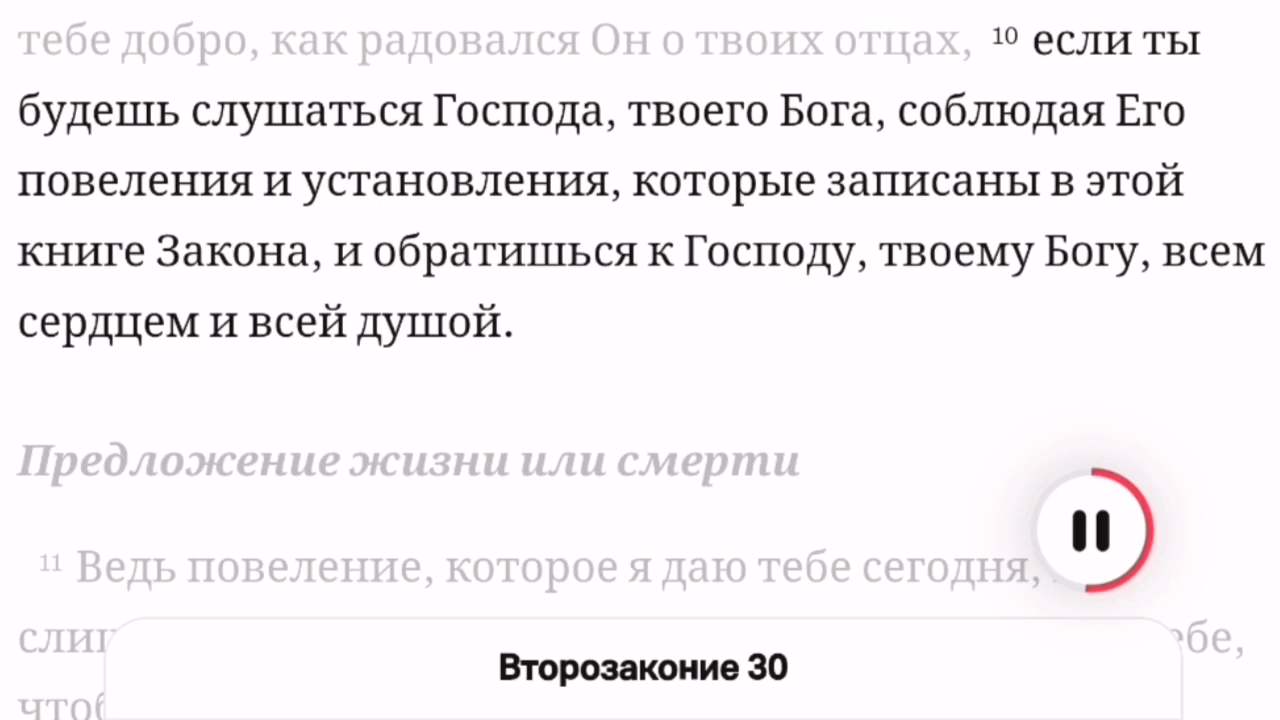 тебе добро, как радовался Он о твоих отцах, 10 если ты
будешь слушаться Господа, твоего Бога, соблюдая Его
повеления и установления, которые записаны в этой
книге Закона, и обратишься к Господу, твоему Богу, всем
сердцем и всей душой.
Предложение жизни или смерти
11 Ведь повеление, которое я даю тебе сегодня,
Второзаконие 30